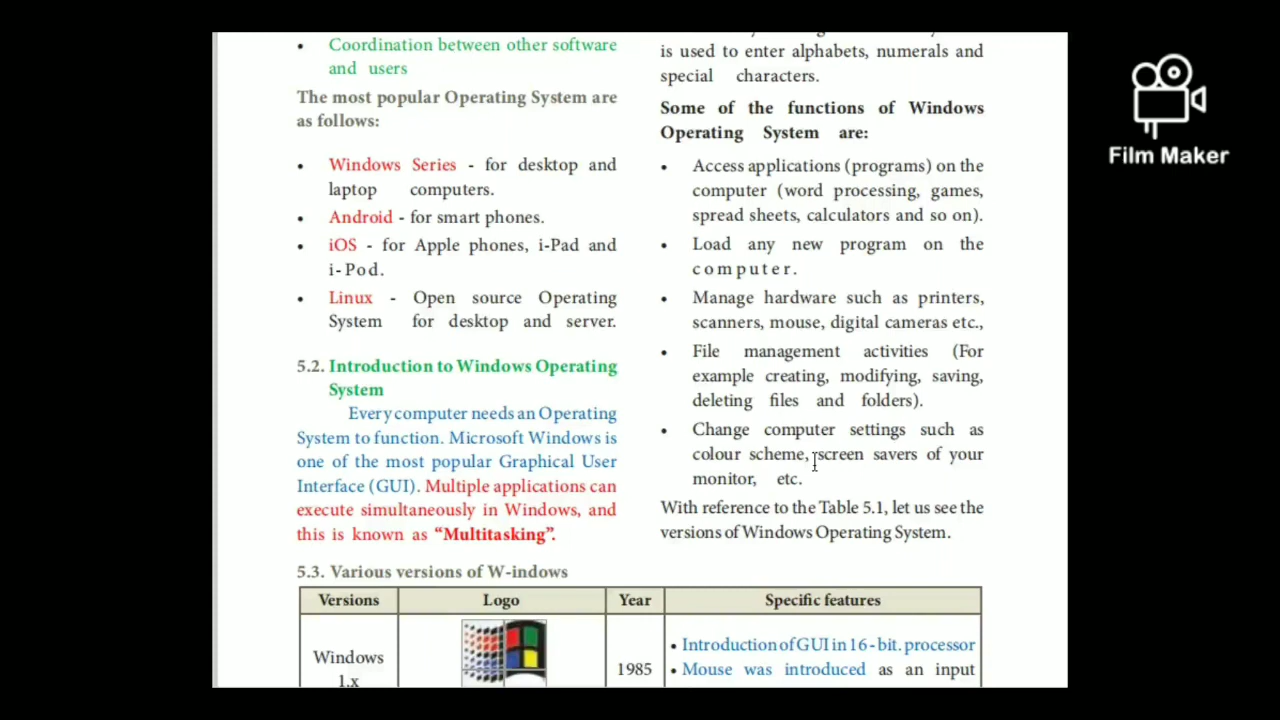 • Coordination between other software
and users
The most popular Operating System are
as follows:
• Windows Series - for desktop and
laptop computers.
• Android - for smart phones.
• iOS - for Apple phones, i-Pad and
i-Pod.
• Linux - Open source Operating
System for desktop and server.
5.2. Introduction to Windows Operating
System
Every computer needs an Operating
System to function. Microsoft Windows is
one of the most popular Graphical User
Interface (GUI). Multiple applications can
execute simultaneously in Windows, and
this is known as “Multitasking”.
is used to enter alphabets, numerals and
special characters.
Some of the functions of Windows
Operating System are:
• Access applications (programs) on the
computer (word processing, games,
spread sheets, calculators and so on).
• Load any new program on the
computer.
• Manage hardware such as printers,
scanners, mouse, digital cameras etc.,
• File management activities (For
example creating, modifying, saving,
deleting files and folders).
• Change computer settings such as
colour scheme, screen savers of your
monitor, etc.
With reference to the Table 5.1, let us see the
versions of Windows Operating System.
5.3. Various versions of W-indows
Versions Logo Year Specific features
Windows
1.x
1985
• Introduction of GUI in 16 - bit. processor
• Mouse was introduced as an input
Film Maker